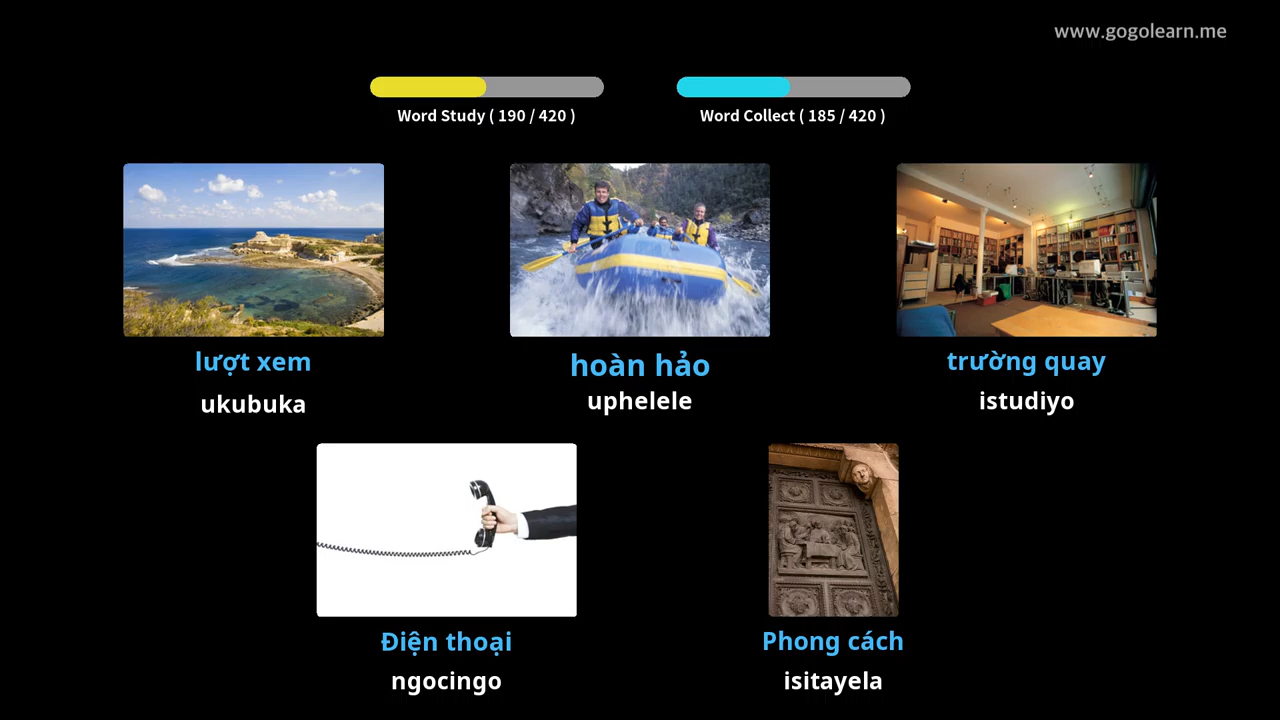 www.gogolearn.me
Word Study ( 190 / 420 )
Word Collect ( 185 / 420 )
lượt xem
ukubuka
hoàn hảo
uphelele
trường quay
istudiyo
Điện thoại
ngocingo
Phong cách
isitayela